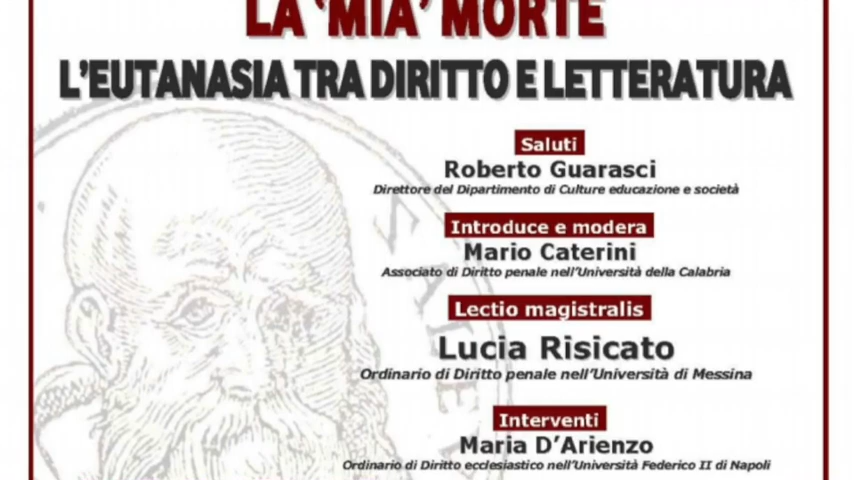 LA ‘MIA’ MORTE
L’EUTANASIA TRA DIRITTO E LETTERATURA
Saluti
Roberto Guarasci
Direttore del Dipartimento di Culture educazione e società
Introduce e modera
Mario Caterini
Associato di Diritto penale nell’Università della Calabria
Lectio magistralis
Lucia Risicato
Ordinario di Diritto penale nell’Università di Messina
Interventi
Maria D’Arienzo
Ordinario di Diritto ecclesiastico nell’Università Federico II di Napoli